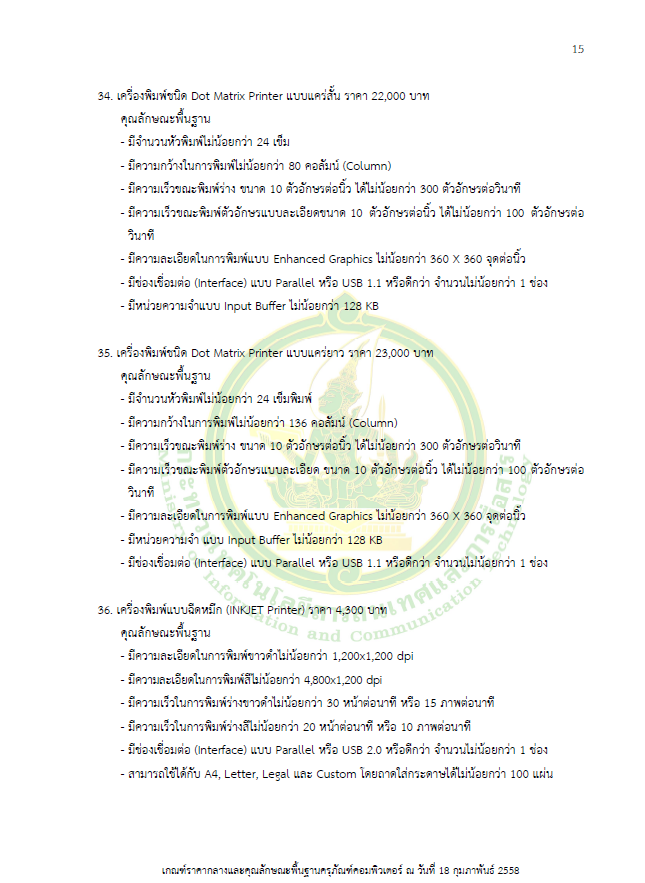 15
34. เครื่องพิมพ์ชนิด Dot Matrix Printer แบบแคร่สั้น ราคา 22,000 บาท
คุณลักษณะพื้นฐาน
- มีจำนวนหัวพิมพ์ไม่น้อยกว่า 24 เข็ม
- มีความกว้างในการพิมพ์ไม่น้อยกว่า 80 คอลัมน์ (Column)
- มีความเร็วขณะพิมพ์ร่าง ขนาด 10 ตัวอักษรต่อนิ้ว ได้ไม่น้อยกว่า 300 ตัวอักษรต่อวินาที
- มีความเร็วขณะพิมพ์ตัวอักษรแบบละเอียดขนาด 10 ตัวอักษรต่อนิ้ว ได้ไม่น้อยกว่า 100 ตัวอักษรต่อ
วินาที
- มีความละเอียดในการพิมพ์แบบ Enhanced Graphics ไม่น้อยกว่า 360 X 360 จุดต่อนิ้ว
- มีช่องเชื่อมต่อ (Interface) แบบ Parallel หรือ USB 1.1 หรือดีกว่า จำนวนไม่น้อยกว่า 1 ช่อง
- มีหน่วยความจำแบบ Input Buffer ไม่น้อยกว่า 128 KB
35. เครื่องพิมพ์ชนิด Dot Matrix Printer แบบแคร่ยาว ราคา 23,000 บาท
คุณลักษณะพื้นฐาน
- มีจำนวนหัวพิมพ์ไม่น้อยกว่า 24 เข็มพิมพ์
- มีความกว้างในการพิมพ์ไม่น้อยกว่า 136 คอลัมน์ (Column)
- มีความเร็วขณะพิมพ์ร่าง ขนาด 10 ตัวอักษรต่อนิ้ว ได้ไม่น้อยกว่า 300 ตัวอักษรต่อวินาที
- มีความเร็วขณะพิมพ์ตัวอักษรแบบละเอียด ขนาด 10 ตัวอักษรต่อนิ้ว ได้ไม่น้อยกว่า 100 ตัวอักษรต่อ
วินาที
- มีความละเอียดในการพิมพ์แบบ Enhanced Graphics ไม่น้อยกว่า 360 X 360 จุดต่อนิ้ว
- มีหน่วยความจำ แบบ Input Buffer ไม่น้อยกว่า 128 KB
- มีช่องเชื่อมต่อ (Interface) แบบ Parallel หรือ USB 1.1 หรือดีกว่า จำนวนไม่น้อยกว่า 1 ช่อง
กระทรวงเทคโนโลยีสารสนเทศและการสื่อสาร
Ministry of Information and Communication Technology
36. เครื่องพิมพ์แบบฉีดหมึก (INKJET Printer) ราคา 4,300 บาท
คุณลักษณะพื้นฐาน
- มีความละเอียดในการพิมพ์ขาวดำไม่น้อยกว่า 1,200x1,200 dpi
- มีความละเอียดในการพิมพ์สีไม่น้อยกว่า 4,800x1,200 dpi
- มีความเร็วในการพิมพ์ร่างขาวดำไม่น้อยกว่า 30 หน้าต่อนาที หรือ 15 ภาพต่อนาที
- มีความเร็วในการพิมพ์ร่างสีไม่น้อยกว่า 20 หน้าต่อนาที หรือ 10 ภาพต่อนาที
- มีช่องเชื่อมต่อ (Interface) แบบ Parallel หรือ USB 2.0 หรือดีกว่า จำนวนไม่น้อยกว่า 1 ช่อง
- สามารถใช้ได้กับ A4, Letter, Legal และ Custom โดยถาดใส่กระดาษได้ไม่น้อยกว่า 100 แผ่น
เกณฑ์ราคากลางและคุณลักษณะพื้นฐานครุภัณฑ์คอมพิวเตอร์ ณ วันที่ 18 กุมภาพันธ์ 2558